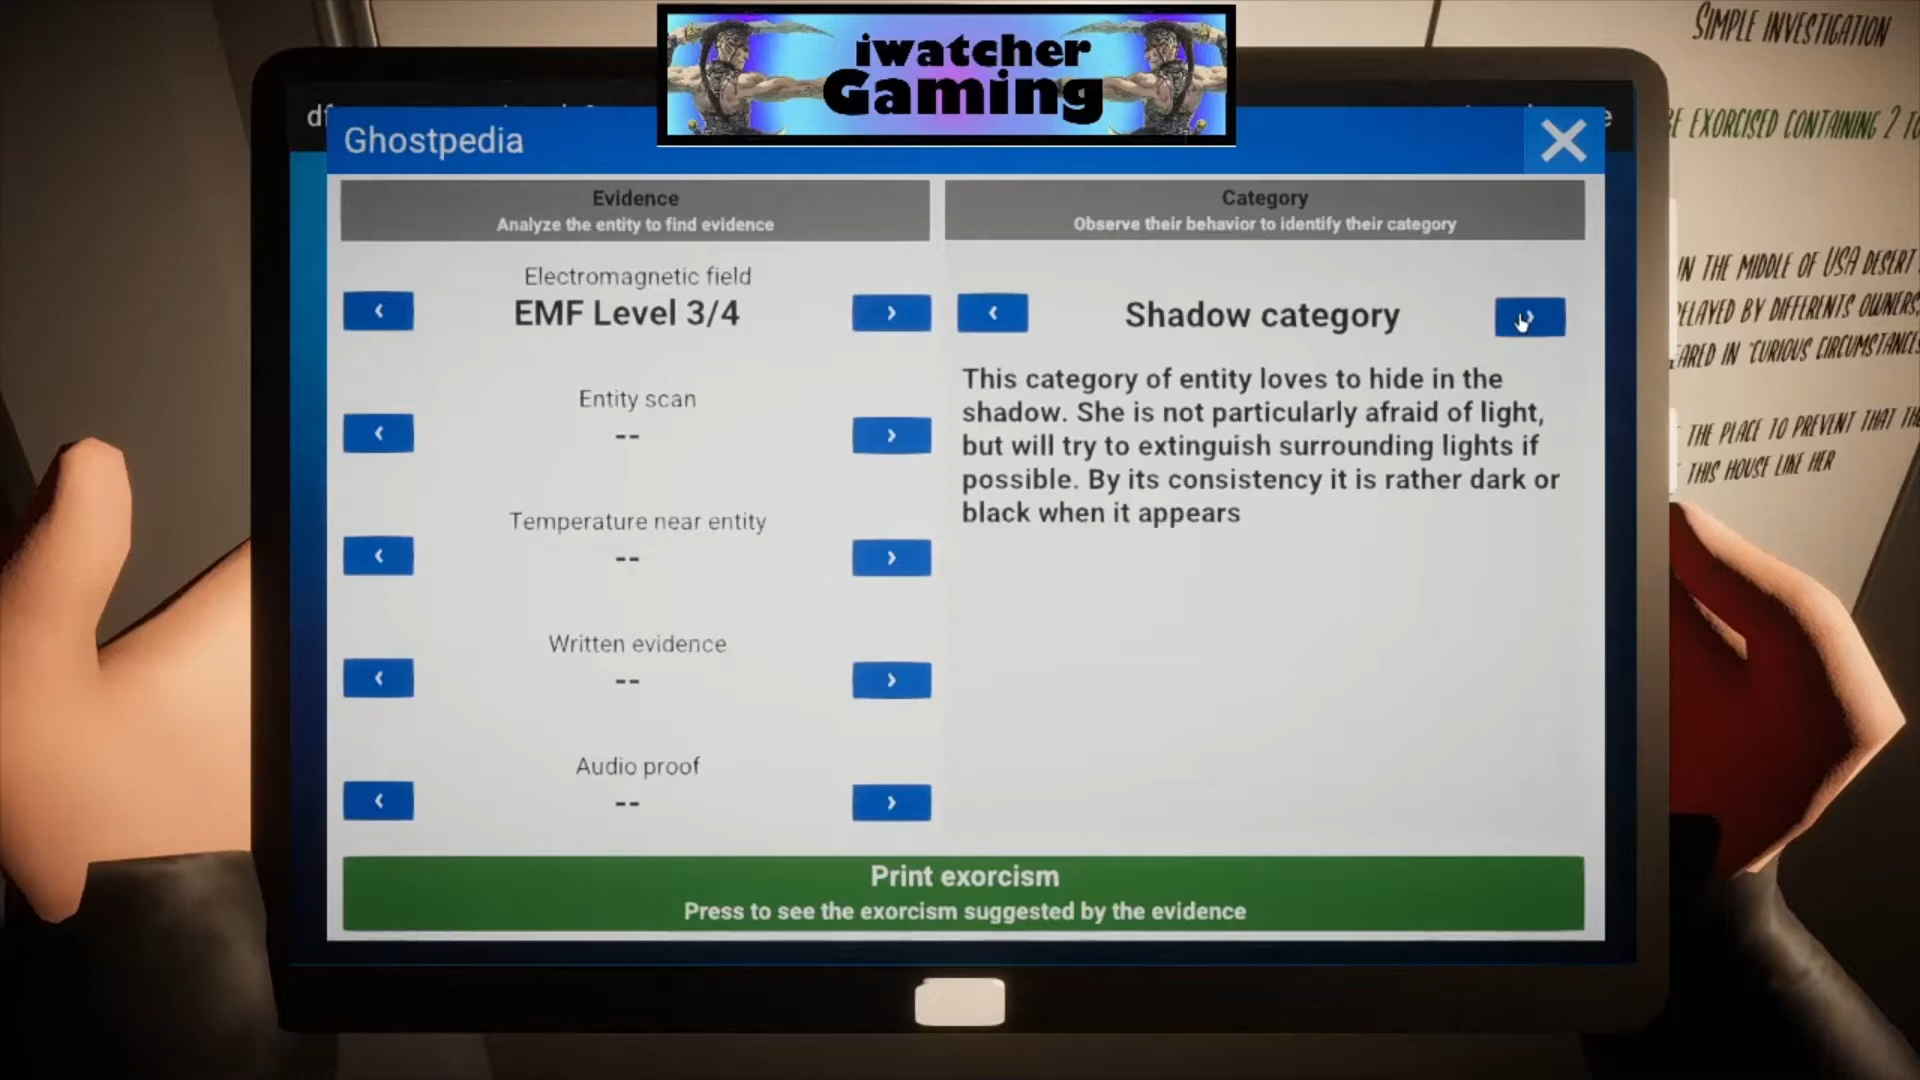 iwatcher
Gaming
Ghostpedia
Evidence
Analyze the entity to find evidence
Electromagnetic field
EMF Level 3/4
Entity scan
--
Temperature near entity
--
Written evidence
--
Audio proof
--
Category
Observe their behavior to identify their category
Shadow category
This category of entity loves to hide in the
shadow. She is not particularly afraid of light,
but will try to extinguish surrounding lights if
possible. By its consistency it is rather dark or
black when it appears
Print exorcism
Press to see the exorcism suggested by the evidence
SIMPLE INVESTIGATION
BE EXORCISED CONTAINING 2 TO
IN THE MIDDLE OF USA DESERT
BY DIFFERENTS OWNERS,
IN "CURIOUS CIRCUMSTANCES
THE PLACE TO PREVENT THAT
THIS HOUSE LIKE HER